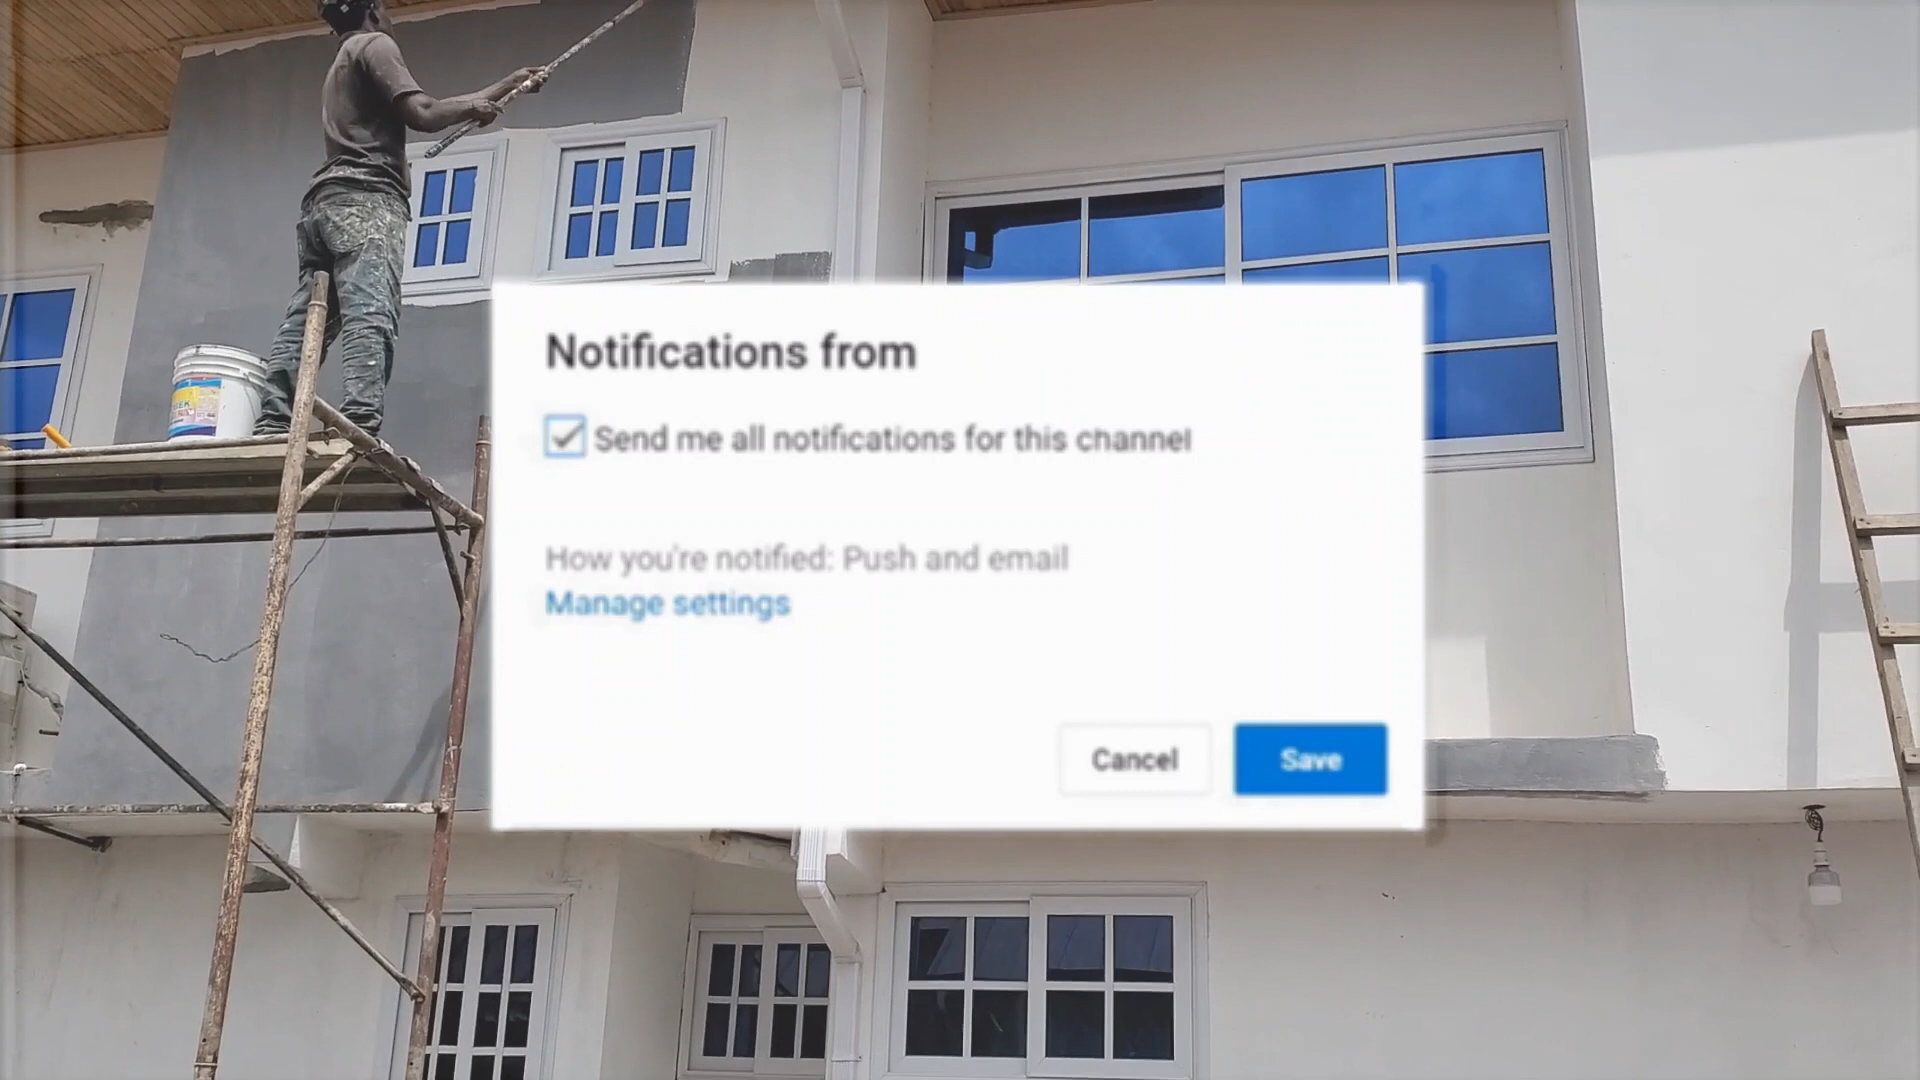 Notifications from
Send me all notifications for this channel
How you're notified: Push and email
Manage settings
Cancel
Save